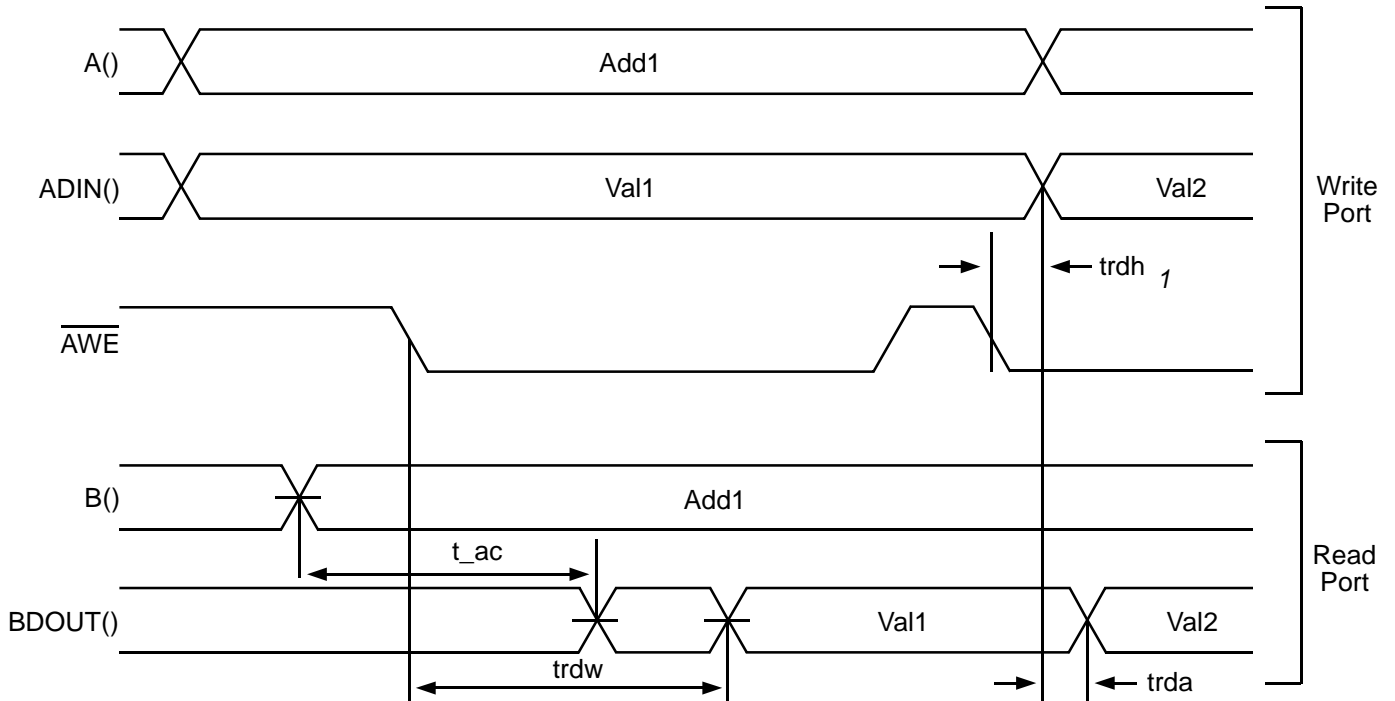 A() Add1
ADIN() Val1 Val2
Write
Port
trdh 1
AWE
B() Add1
t_ac
Read
Port
BDOUT() Val1 Val2
trdw
trda